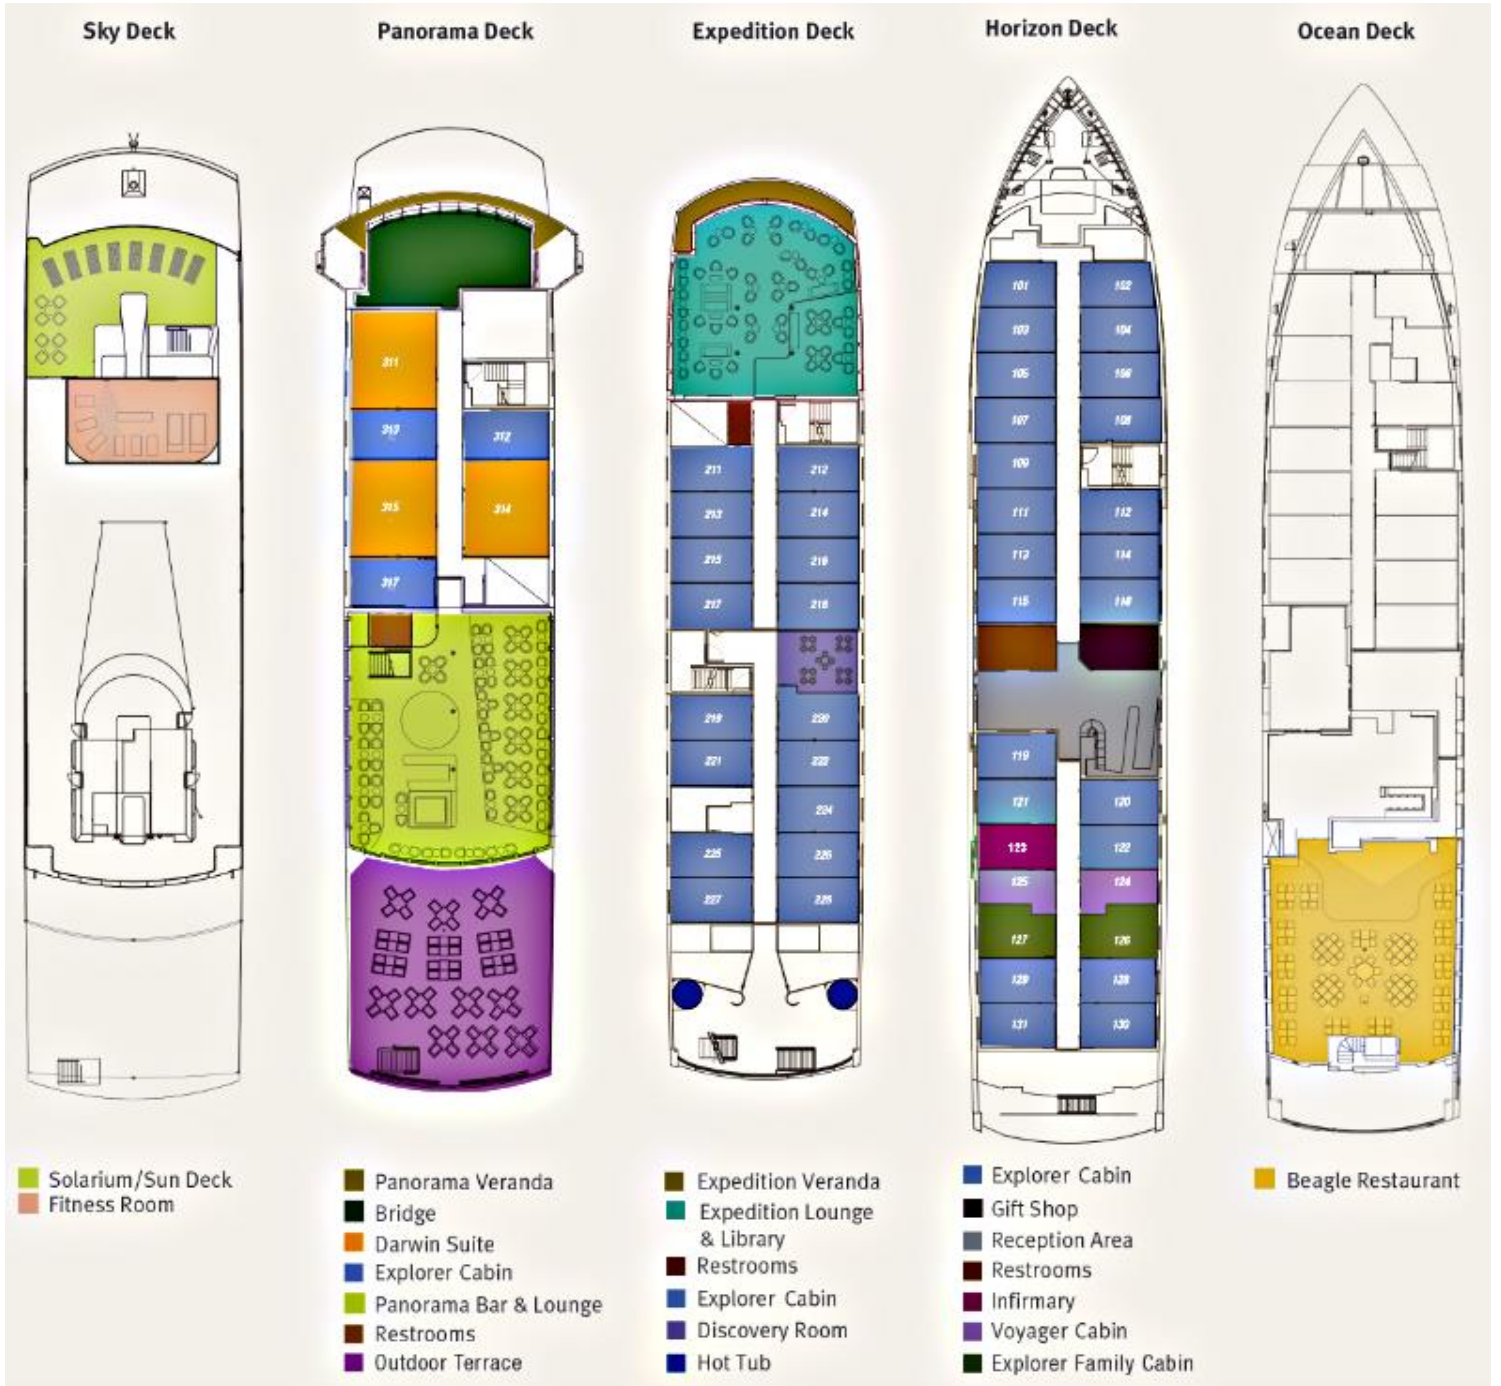 Sky Deck
Panorama Deck
Expedition Deck
Horizon Deck
Ocean Deck
311
313
312
315
314
317
211
212
213
214
215
216
217
218
219
220
221
222
224
225
226
227
228
101
102
103
104
105
106
107
108
109
111
112
113
114
115
116
119
121
120
123
122
125
124
127
126
129
128
131
130
Solarium/Sun Deck
Fitness Room
Panorama Veranda
Bridge
Darwin Suite
Explorer Cabin
Panorama Bar & Lounge
Restrooms
Outdoor Terrace
Expedition Veranda
Expedition Lounge
& Library
Restrooms
Explorer Cabin
Discovery Room
Hot Tub
Explorer Cabin
Gift Shop
Reception Area
Restrooms
Infirmary
Voyager Cabin
Explorer Family Cabin
Beagle Restaurant